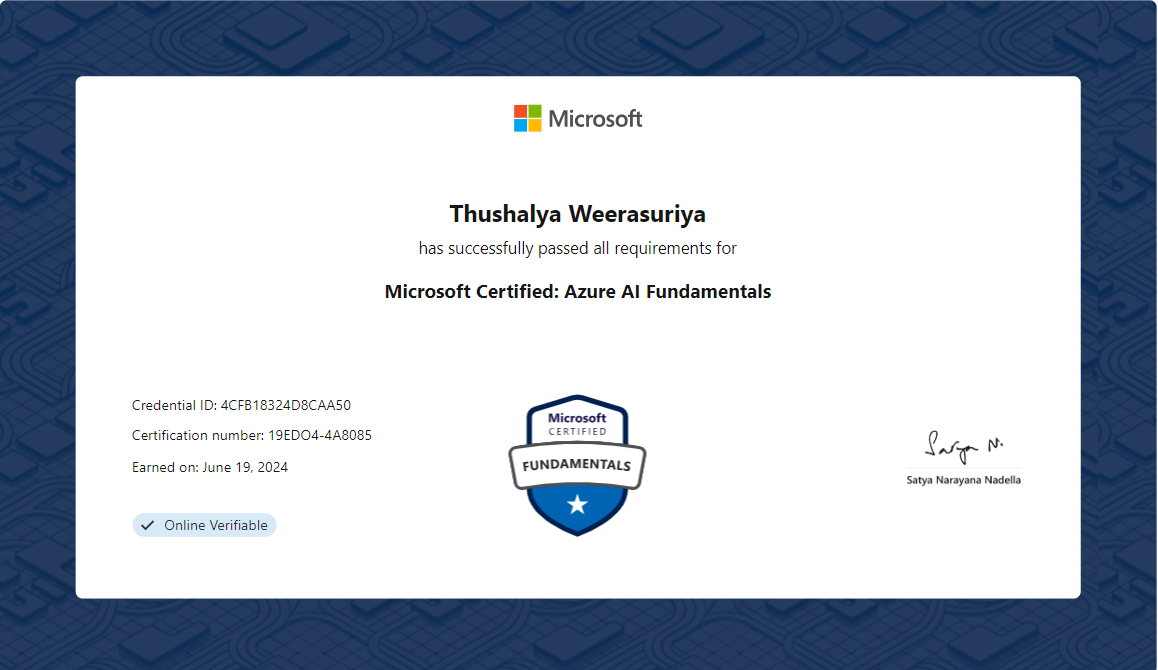 Microsoft
Thushalya Weerasuriya
has successfully passed all requirements for
Microsoft Certified: Azure AI Fundamentals
Credential ID: 4CFB18324D8CAA50
Certification number: 19EDO4-4A8085
Earned on: June 19, 2024
Online Verifiable
Microsoft
CERTIFIED
FUNDAMENTALS
Satya N.
Satya Narayana Nadella